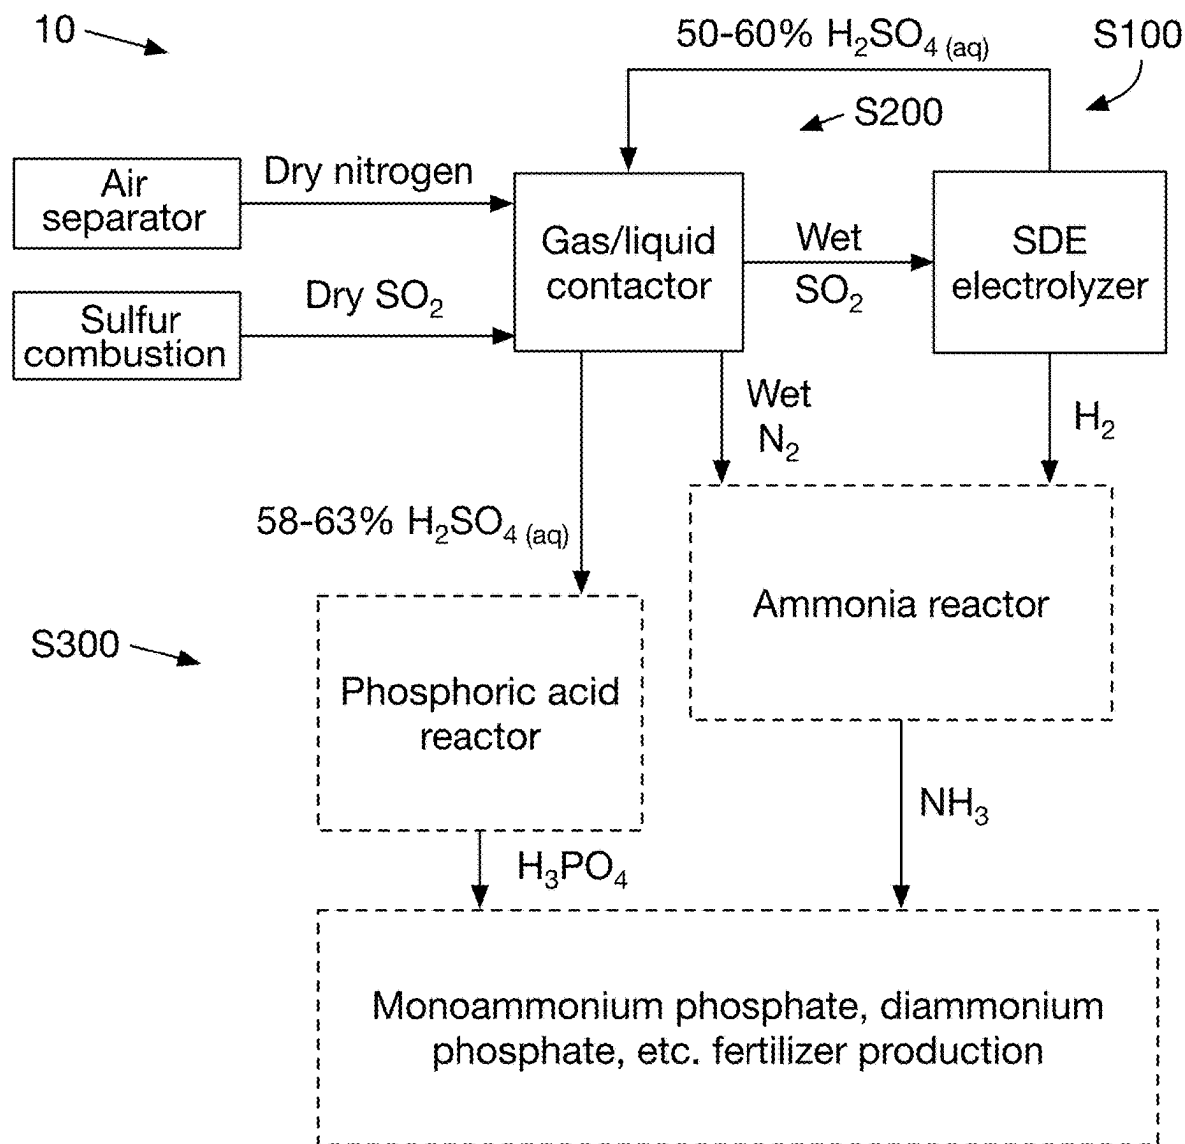 10
50-60% H₂SO₄ (aq)
S100
S200
Air
separator
Dry nitrogen
Gas/liquid
contactor
Wet
SO₂
SDE
electrolyzer
Sulfur
combustion
Dry SO₂
Wet
N₂
H₂
58-63% H₂SO₄ (aq)
Ammonia reactor
S300
Phosphoric acid
reactor
NH₃
H₃PO₄
Monoammonium phosphate, diammonium
phosphate, etc. fertilizer production